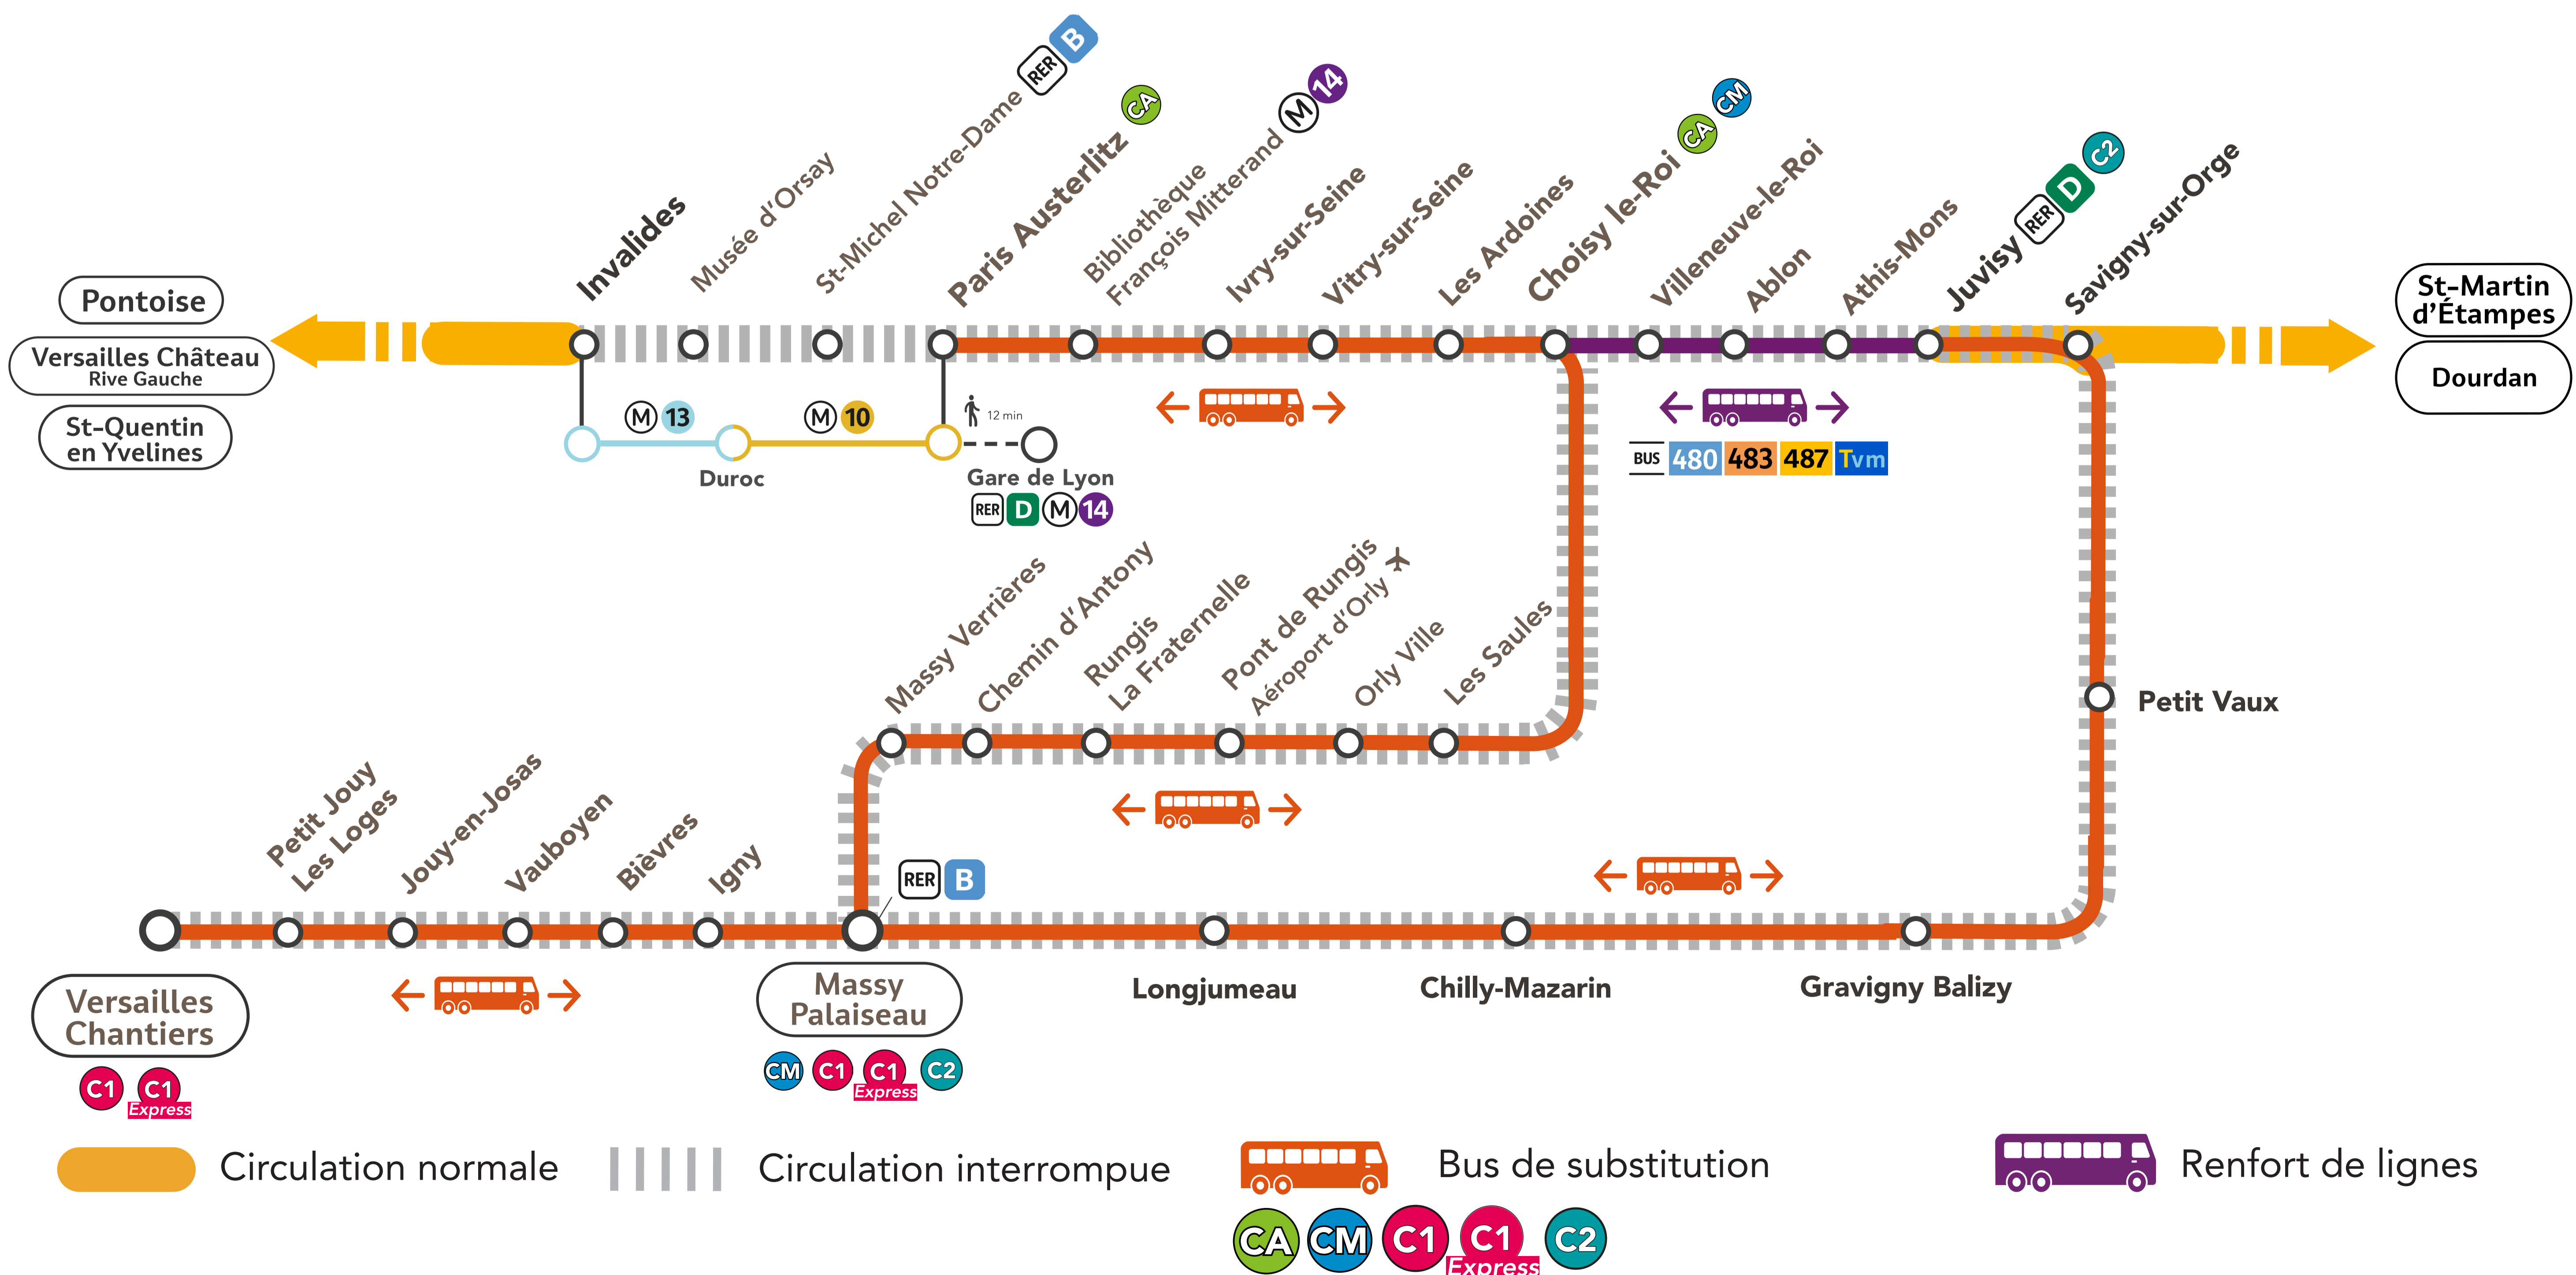 RER B
CA
M 14
CA CM
RER D C2
Invalides
Musée d'Orsay
St-Michel Notre-Dame
Paris Austerlitz
Bibliothèque
François Mitterand
Ivry-sur-Seine
Vitry-sur-Seine
Les Ardoines
Choisy le-Roi
Villeneuve-le-Roi
Ablon
Athis-Mons
Juvisy
Savigny-sur-Orge
Pontoise
Versailles Château
Rive Gauche
St-Quentin
en Yvelines
St-Martin
d'Étampes
Dourdan
M 13
M 10
12 min
Duroc
Gare de Lyon
RER D M 14
BUS 480 483 487 Tvm
Massy Verrières
Chemin d'Antony
Rungis
La Fraternelle
Pont de Rungis
Aéroport d'Orly
Orly Ville
Les Saules
Petit Vaux
Petit Jouy
Les Loges
Jouy-en-Josas
Vauboyen
Bièvres
Igny
RER B
Versailles
Chantiers
C1 C1
Express
Massy
Palaiseau
CM C1 C1 C2
Express
Longjumeau
Chilly-Mazarin
Gravigny Balizy
Circulation normale
Circulation interrompue
Bus de substitution
Renfort de lignes
CA CM C1 C1 C2
Express